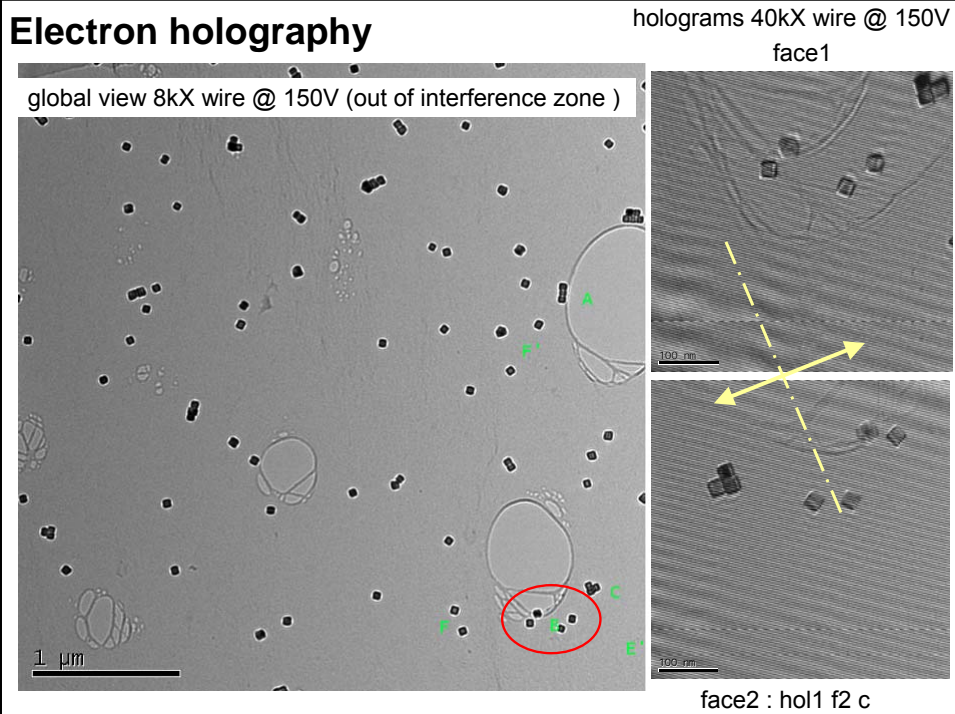 Electron holography
holograms 40kX wire @ 150V
face1
global view 8kX wire @ 150V (out of interference zone )
A
F'
C
F
B
E'
1 µm
100 nm
100 nm
face2 : hol1 f2 c